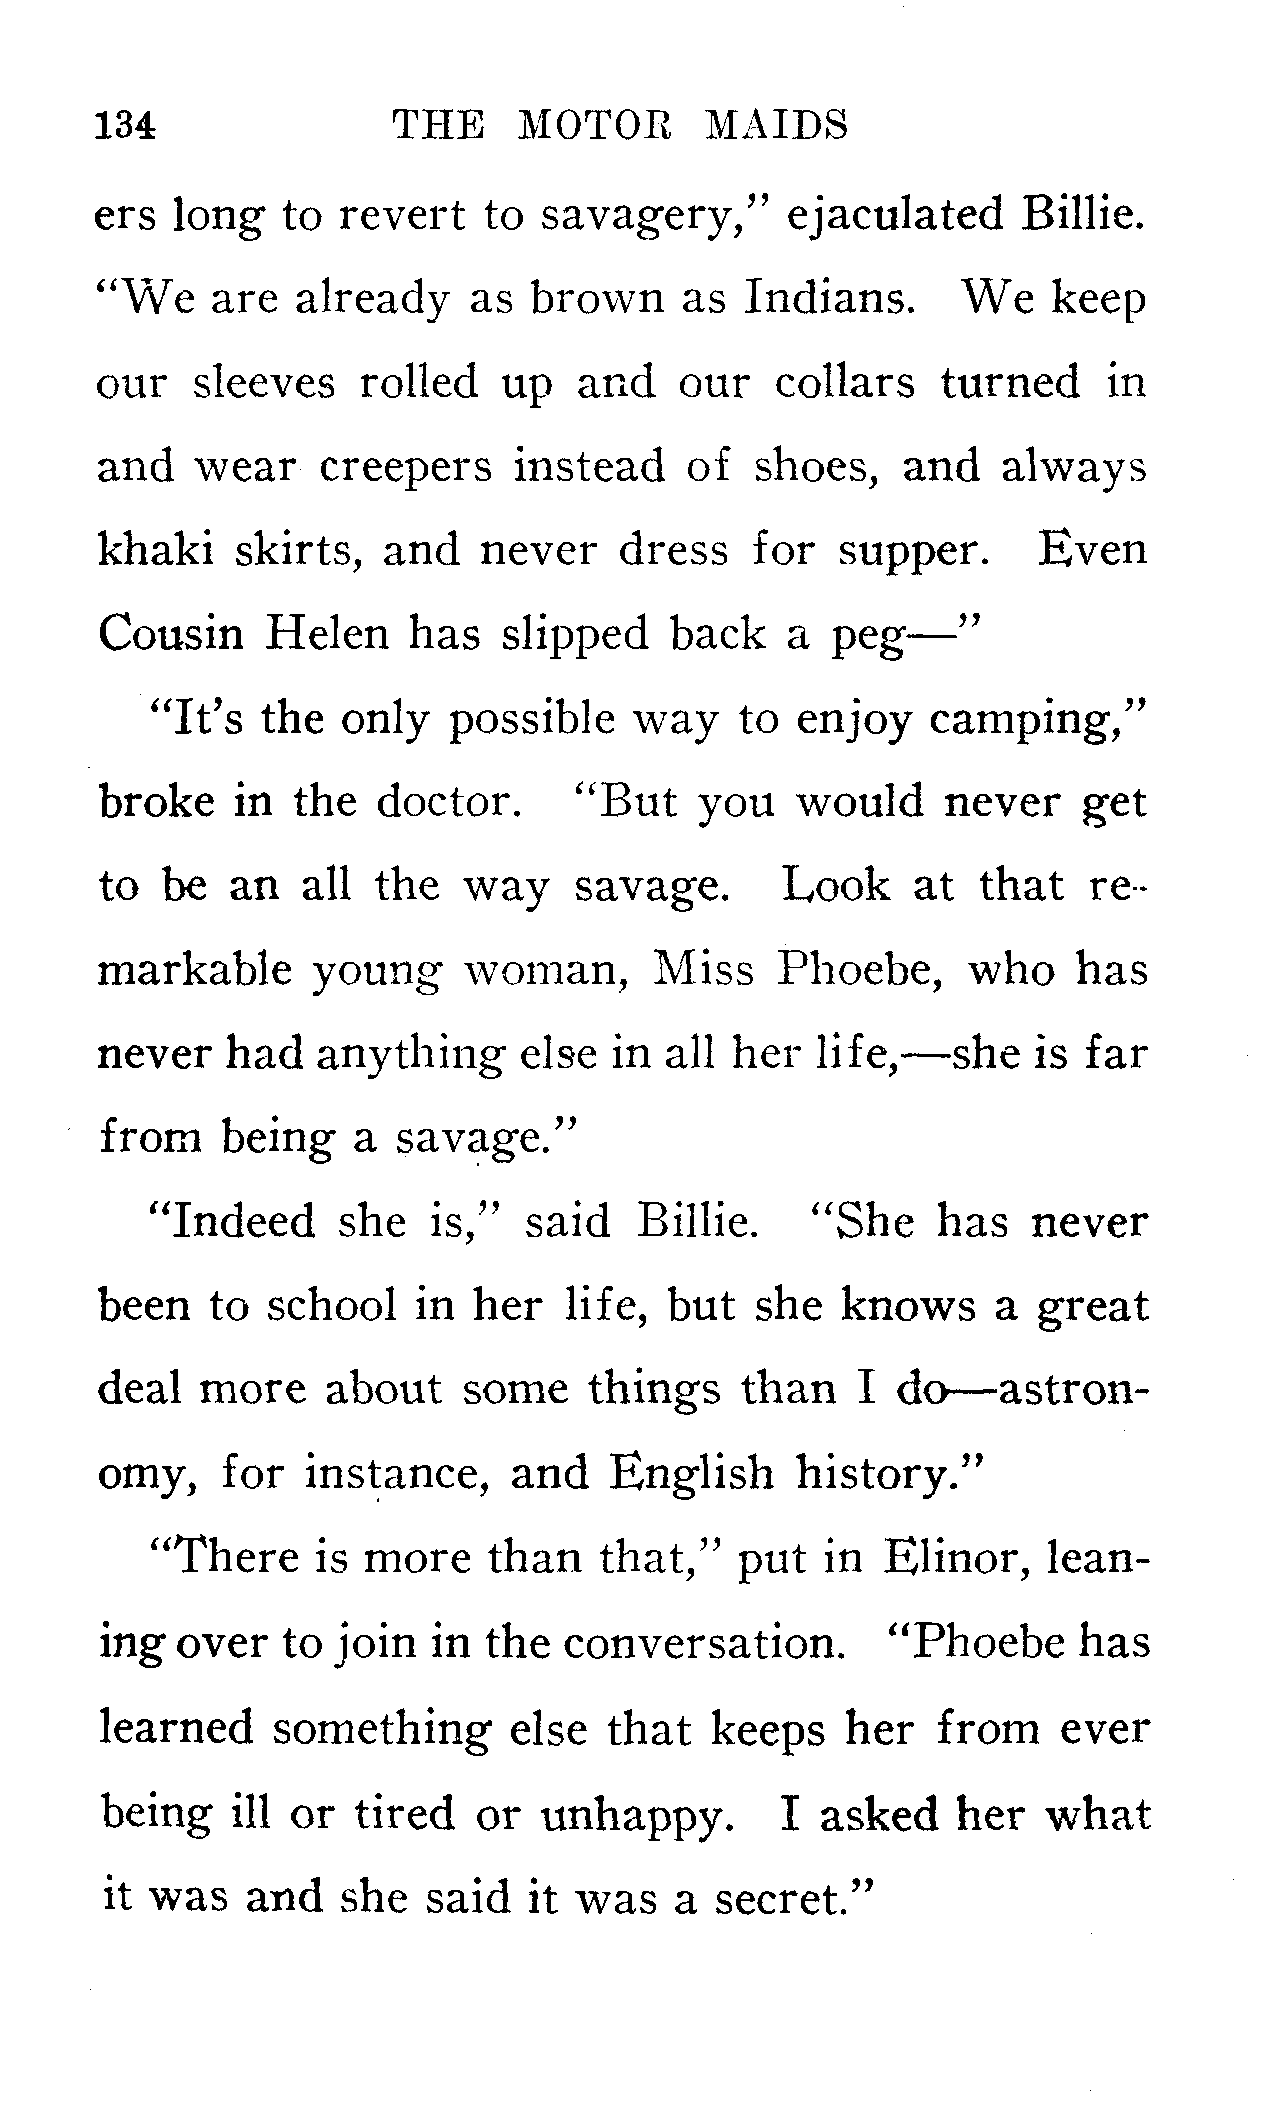 134 THE MOTOR MAIDS
ers long to revert to savagery,” ejaculated Billie.
“We are already as brown as Indians. We keep
our sleeves rolled up and our collars turned in
and wear creepers instead of shoes, and always
khaki skirts, and never dress for supper. Even
Cousin Helen has slipped back a peg—”
“It’s the only possible way to enjoy camping,”
broke in the doctor. “But you would never get
to be an all the way savage. Look at that re-
markable young woman, Miss Phoebe, who has
never had anything else in all her life,—she is far
from being a savage.”
“Indeed she is,” said Billie. “She has never
been to school in her life, but she knows a great
deal more about some things than I do—astron-
omy, for instance, and English history.”
“There is more than that,” put in Elinor, lean-
ing over to join in the conversation. “Phoebe has
learned something else that keeps her from ever
being ill or tired or unhappy. I asked her what
it was and she said it was a secret.”